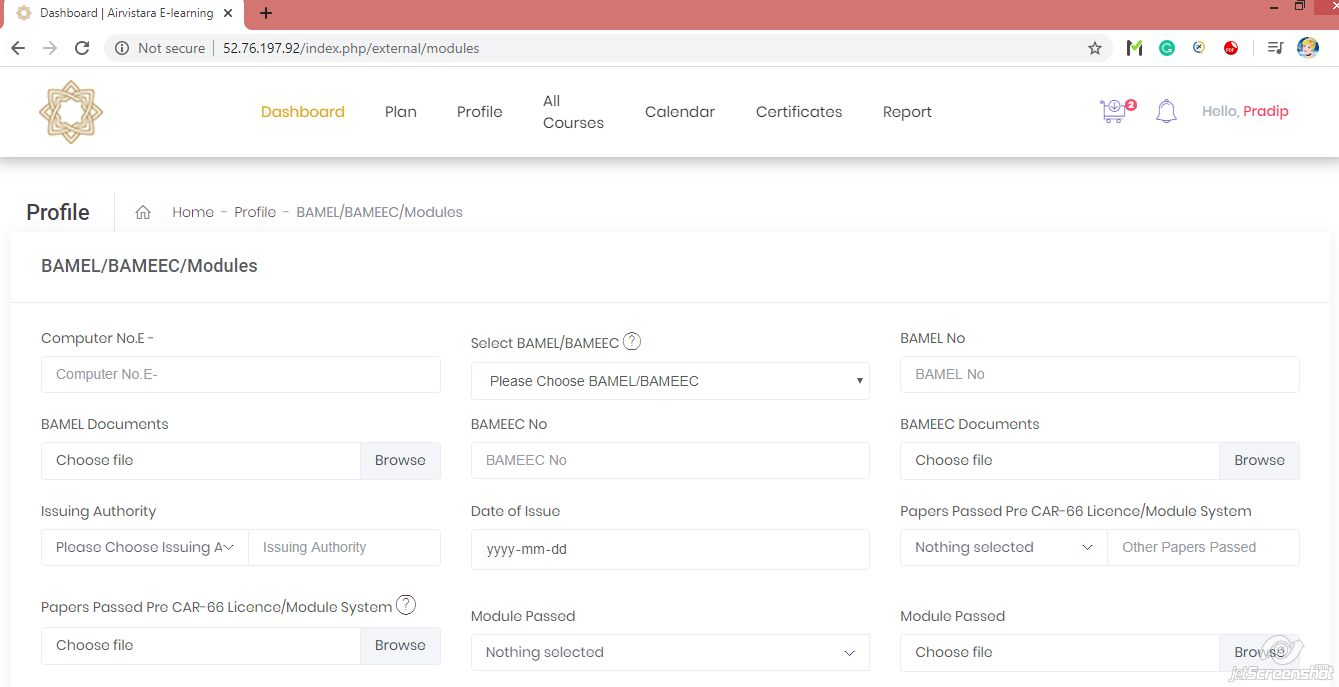 Dashboard | Airvistara E-learning
Not secure | 52.76.197.92/index.php/external/modules
Dashboard Plan Profile All Courses Calendar Certificates Report 2 Hello, Pradip
Profile Home - Profile - BAMEL/BAMEEC/Modules
BAMEL/BAMEEC/Modules
Computer No.E - Select BAMEL/BAMEEC ? BAMEL No
Computer No.E- Please Choose BAMEL/BAMEEC BAMEL No
BAMEL Documents BAMEEC No BAMEEC Documents
Choose file Browse BAMEEC No Choose file Browse
Issuing Authority Date of Issue Papers Passed Pre CAR-66 Licence/Module System
Please Choose Issuing A Issuing Authority yyyy-mm-dd Nothing selected Other Papers Passed
Papers Passed Pre CAR-66 Licence/Module System ? Module Passed Module Passed
Choose file Browse Nothing selected Choose file Browse
jetScreenshot